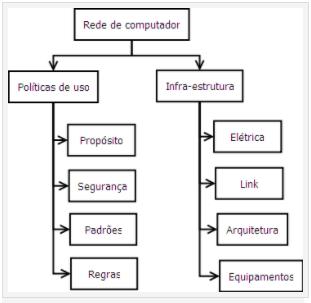 Rede de computador
Políticas de uso
Infra-estrutura
Propósito
Elétrica
Segurança
Link
Padrões
Arquitetura
Regras
Equipamentos